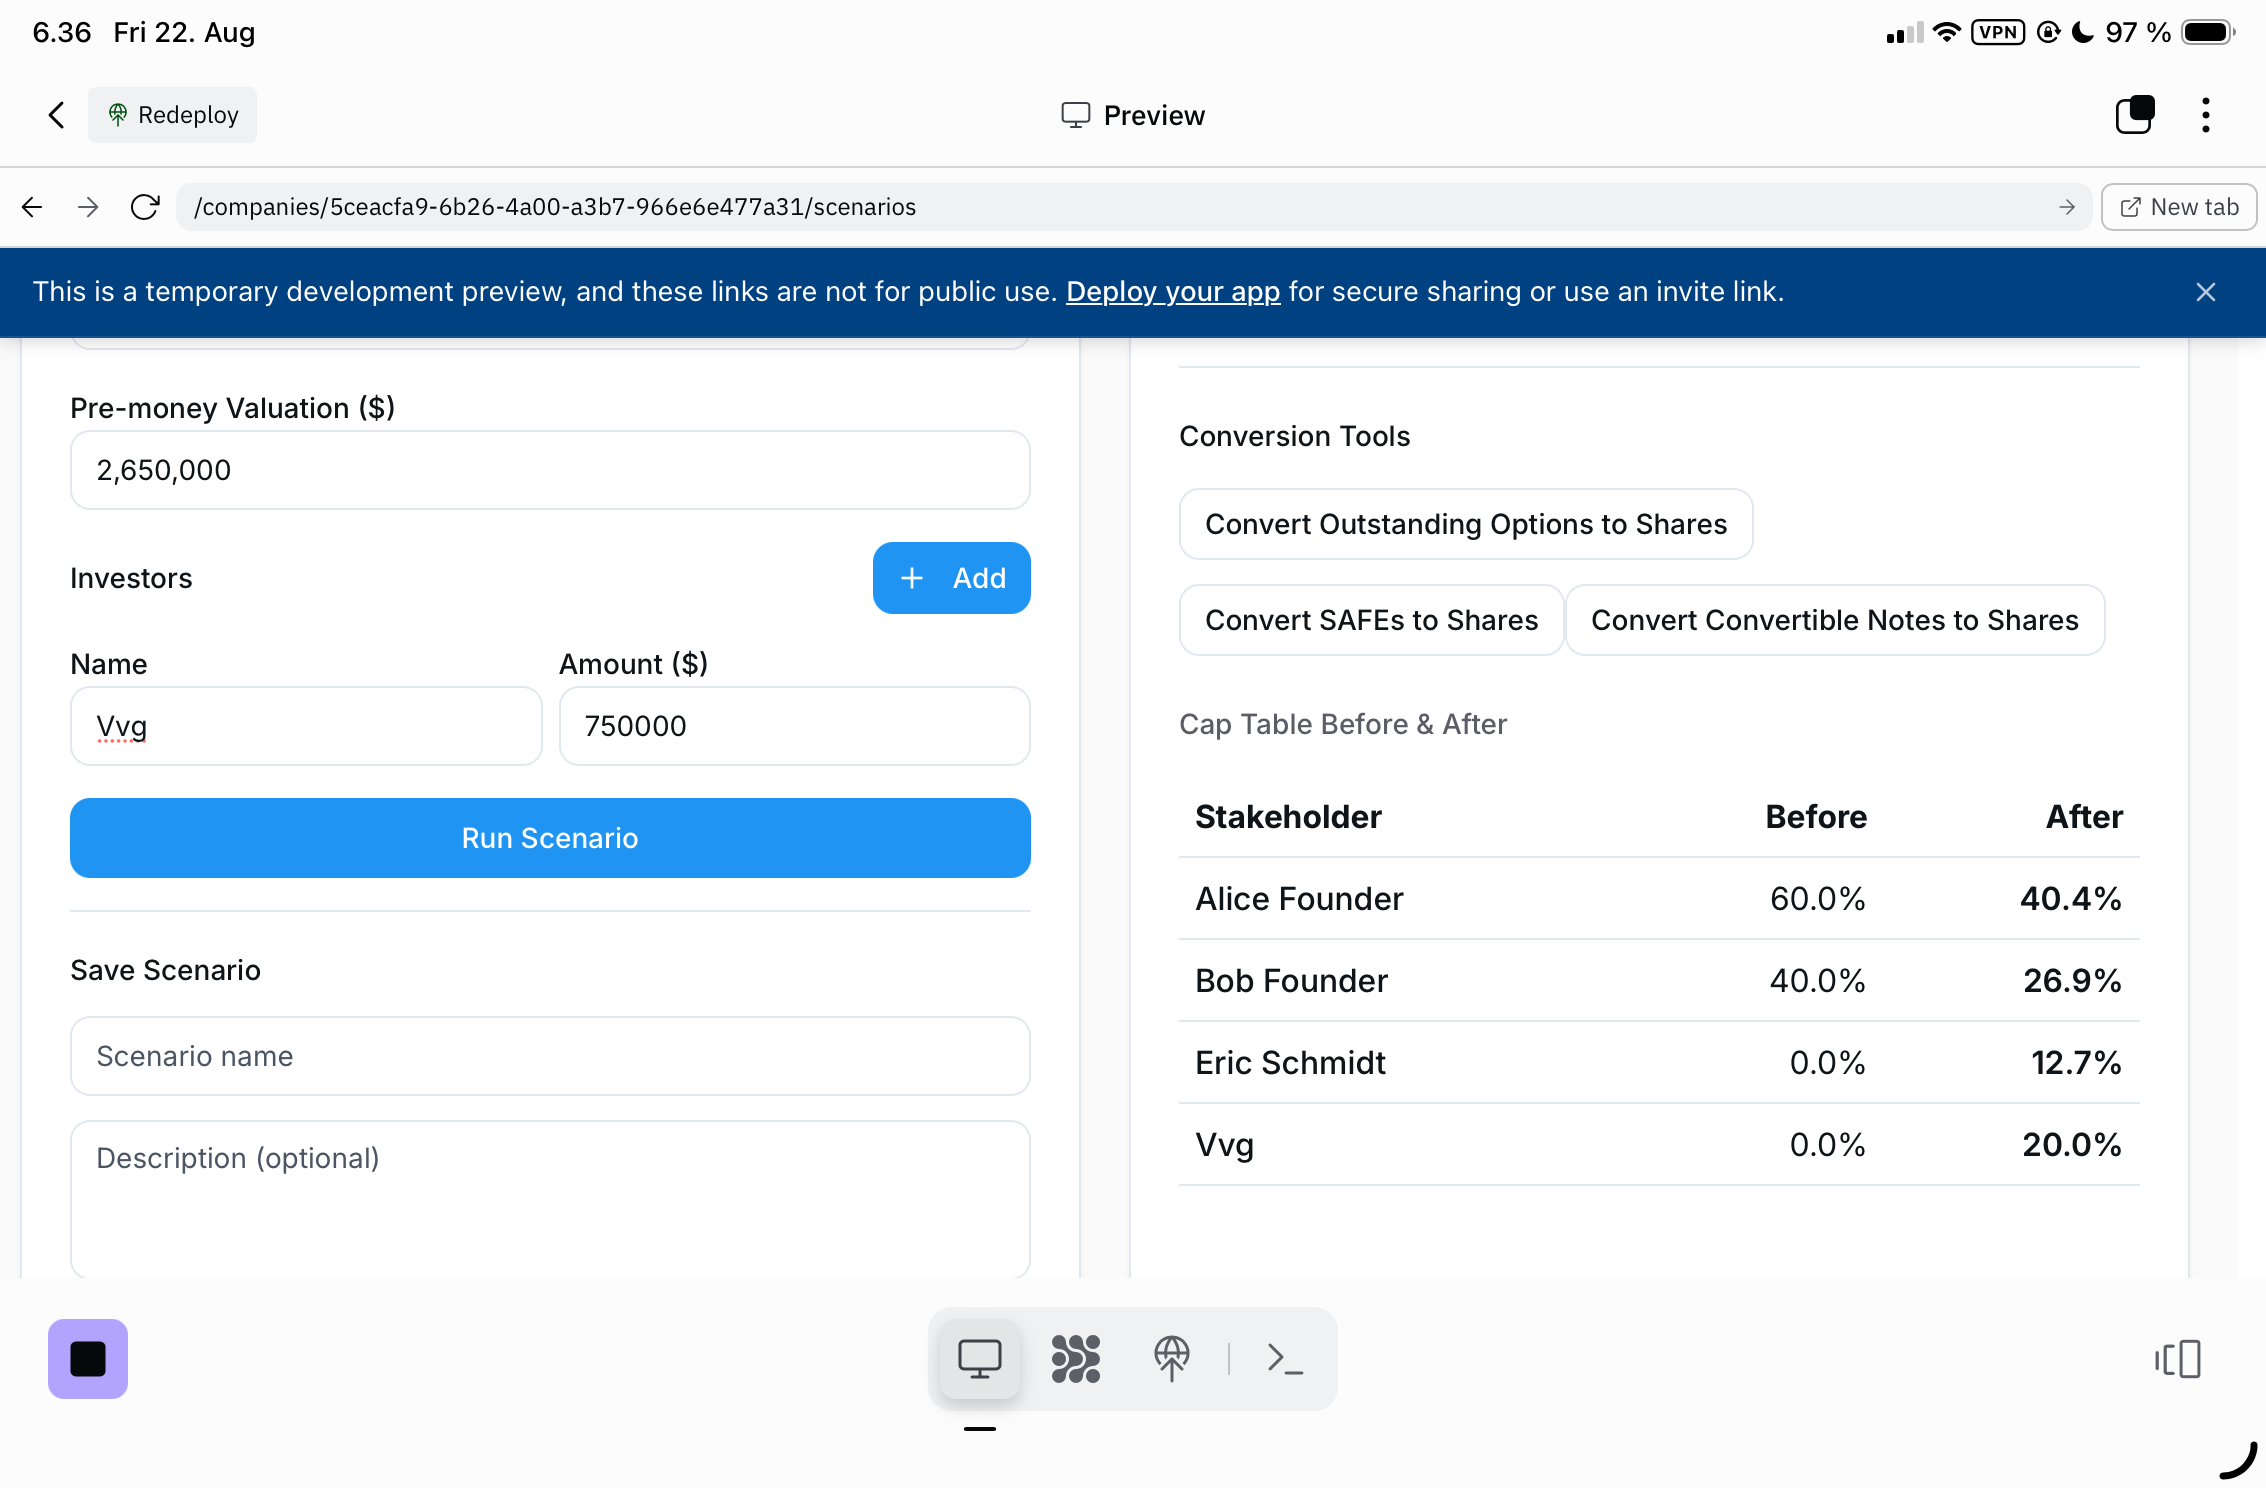 6.36 Fri 22. Aug
VPN 97 %
Redeploy
Preview
/companies/5ceacfa9-6b26-4a00-a3b7-966e6e477a31/scenarios
New tab
This is a temporary development preview, and these links are not for public use. Deploy your app for secure sharing or use an invite link.
Pre-money Valuation ($)
2,650,000
Investors
Add
Name Amount ($)
Vvg 750000
Run Scenario
Save Scenario
Scenario name
Description (optional)
Conversion Tools
Convert Outstanding Options to Shares
Convert SAFEs to Shares Convert Convertible Notes to Shares
Cap Table Before & After
Stakeholder Before After
Alice Founder 60.0% 40.4%
Bob Founder 40.0% 26.9%
Eric Schmidt 0.0% 12.7%
Vvg 0.0% 20.0%